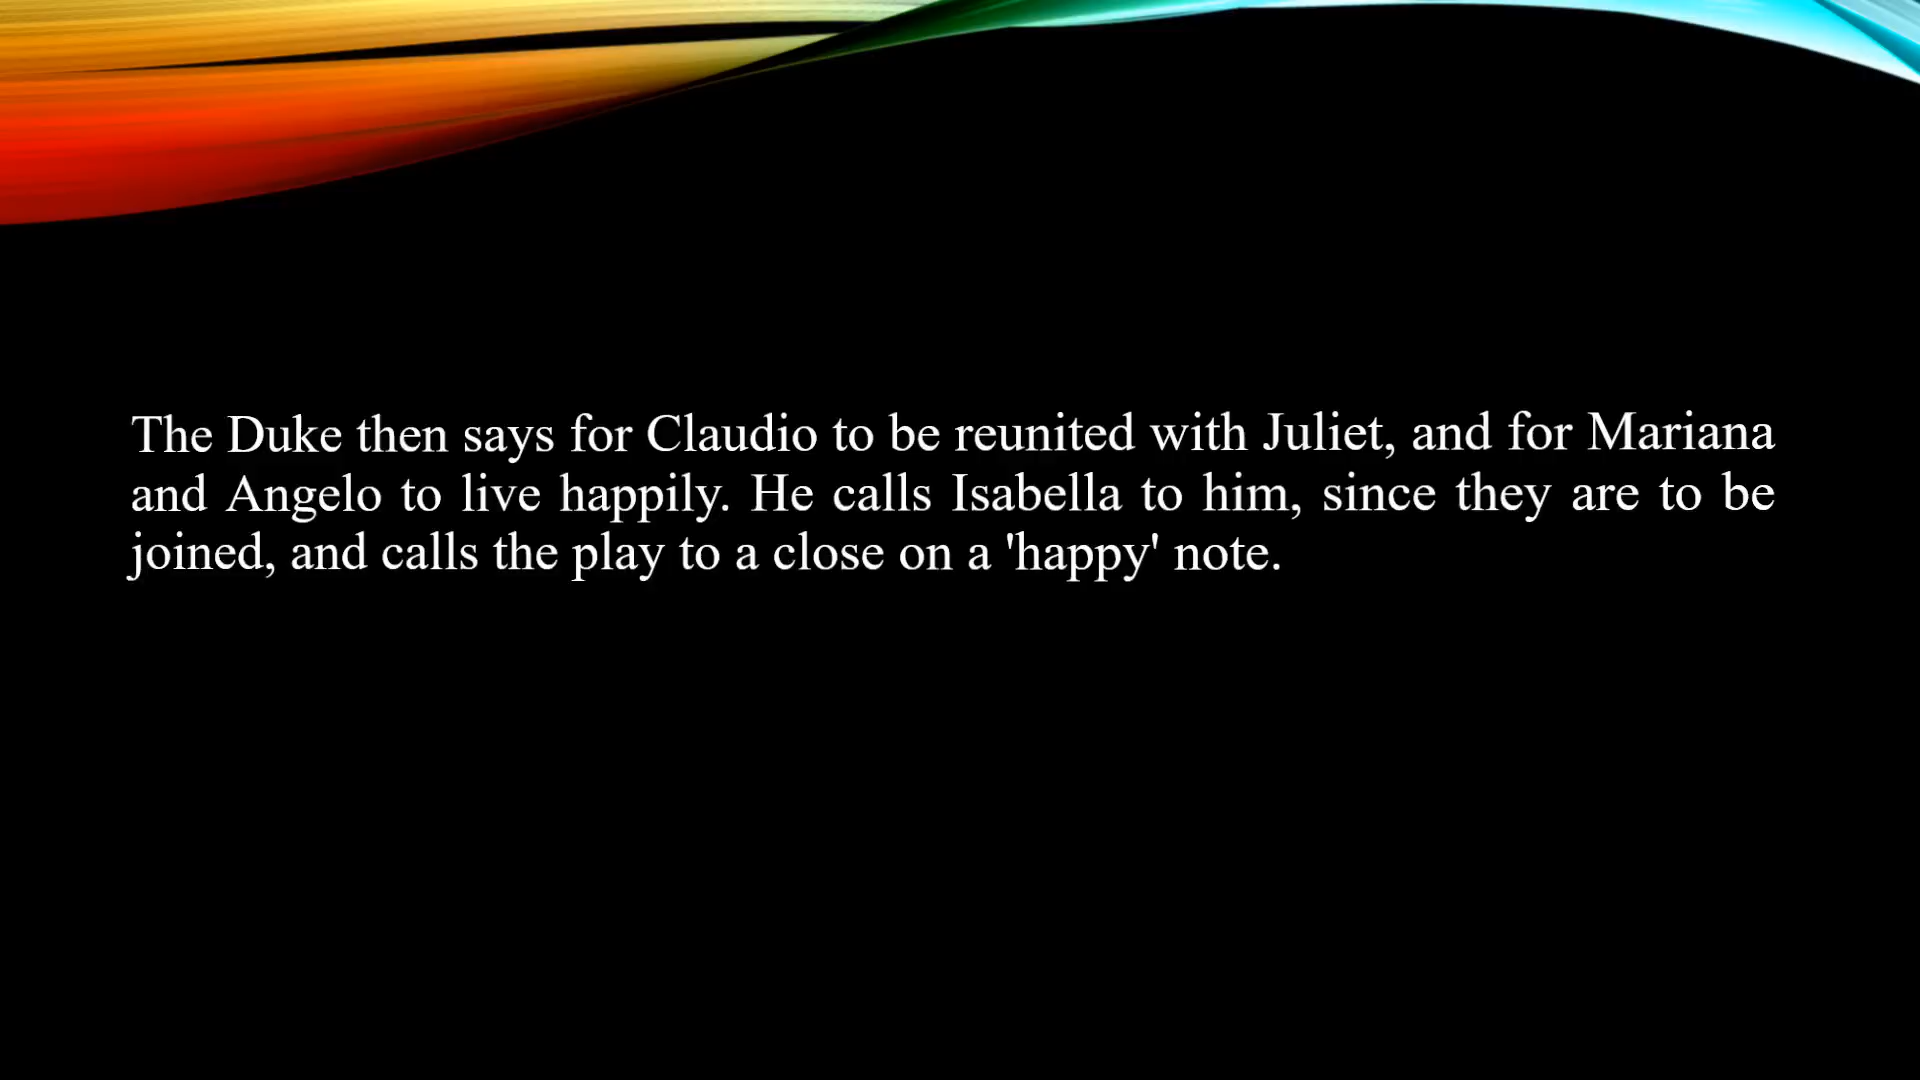 The Duke then says for Claudio to be reunited with Juliet, and for Mariana
and Angelo to live happily. He calls Isabella to him, since they are to be
joined, and calls the play to a close on a 'happy' note.